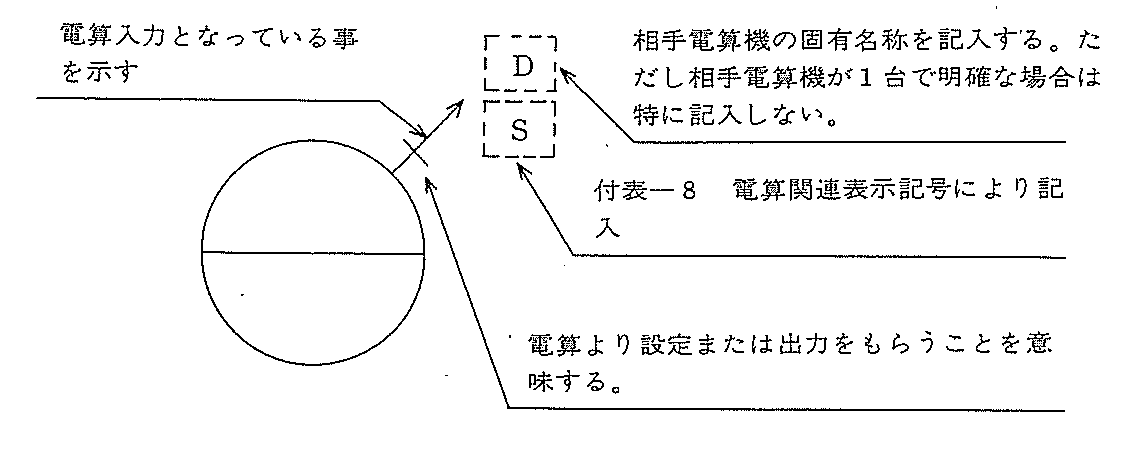 電算入力となっている事
を示す
D
S
相手電算機の固有名称を記入する。た
だし相手電算機が1台で明確な場合は
特に記入しない。
付表—8　電算関連表示記号により記
入
電算より設定または出力をもらうことを意
味する。